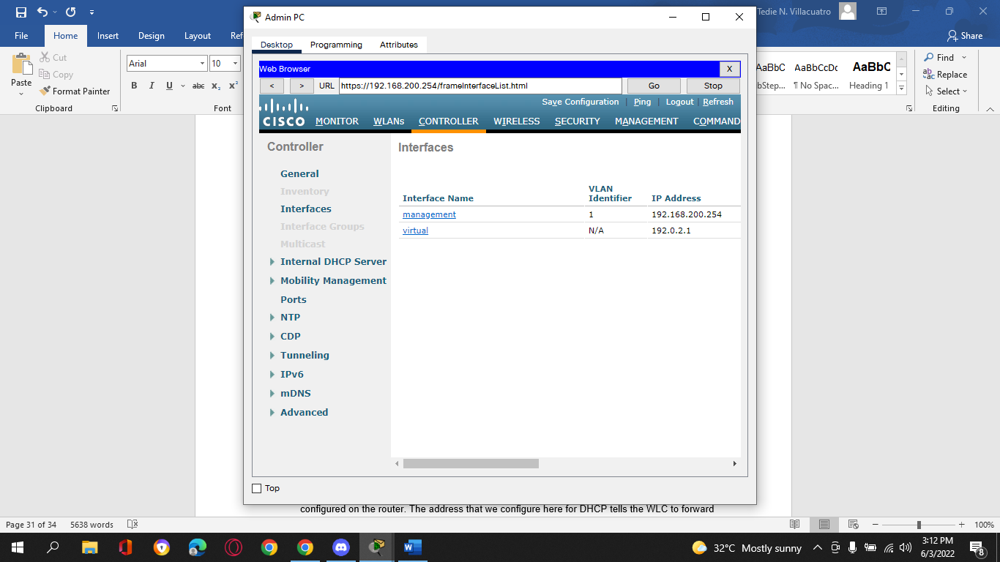 Admin PC
Tedie N. Villacuatro
File Home Insert Design Layout Ref
Share
Desktop Programming Attributes
Paste
Cut
Copy
Format Painter
Clipboard
Arial 10
B I U abc x₂ x²
Font
AaBbC AaBbCcDc AaBbC
bStep... ¶ No Spac... Heading 1
Find
Replace
Select
Editing
Web Browser X
< > URL https://192.168.200.254/frameInterfaceList.html Go Stop
Save Configuration | Ping | Logout | Refresh
CISCO MONITOR WLANs CONTROLLER WIRELESS SECURITY MANAGEMENT COMMAND
Controller
General
Inventory
Interfaces
Interface Groups
Multicast
Internal DHCP Server
Mobility Management
Ports
NTP
CDP
Tunneling
IPv6
mDNS
Advanced
Interfaces
Interface Name VLAN Identifier IP Address
management 1 192.168.200.254
virtual N/A 192.0.2.1
Top
configured on the router. The address that we configure here for DHCP tells the WLC to forward
Page 31 of 34 5638 words 100%
32°C Mostly sunny
3:12 PM
6/3/2022
8